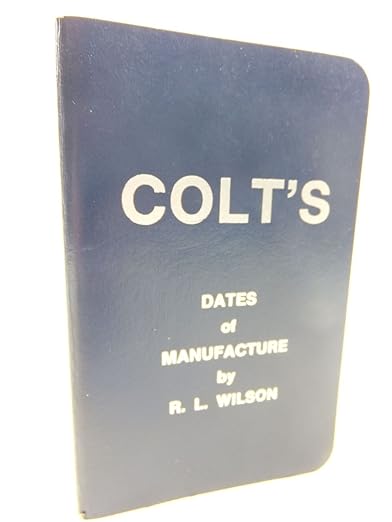 COLT'S
DATES
of
MANUFACTURE
by
R. L. WILSON